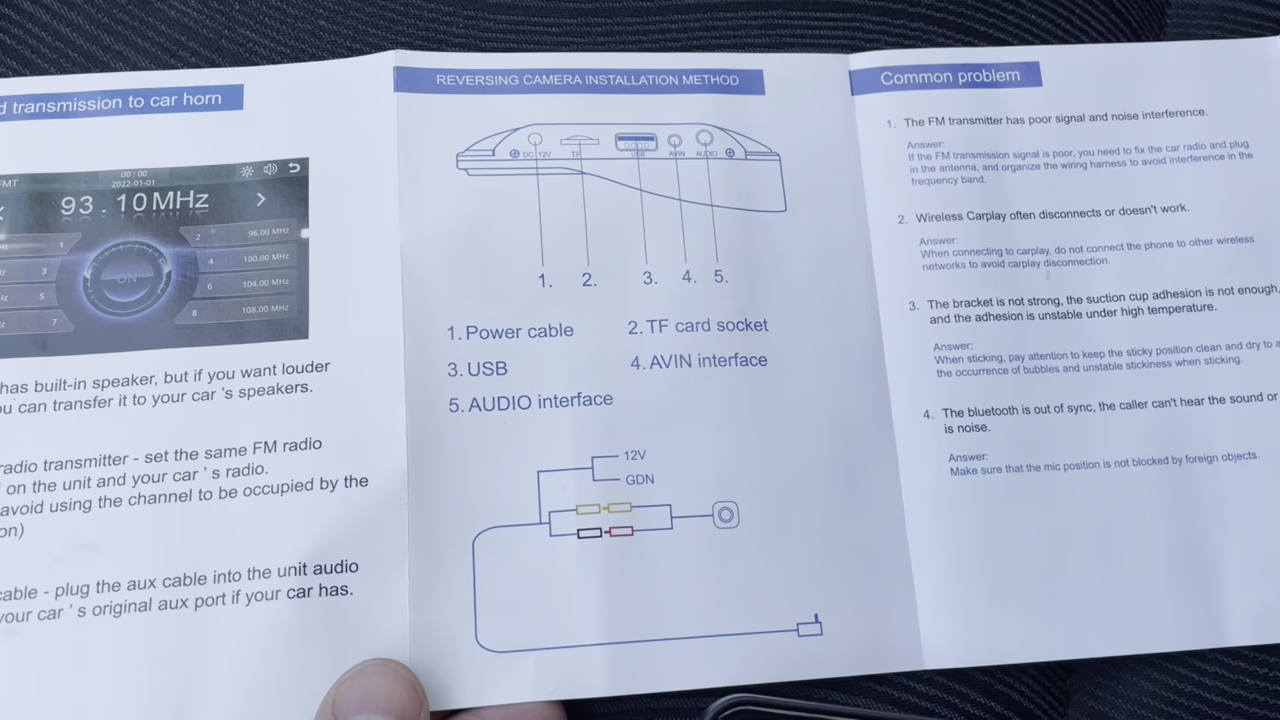 d transmission to car horn
FMT
00:00
2022-01-01
93.10MHz
1
2
96.00 MHz
3
4
100.00 MHz
ON
Hz
5
6
104.00 MHz
7
8
108.00 MHz
has built-in speaker, but if you want louder
ou can transfer it to your car 's speakers.
radio transmitter - set the same FM radio
on the unit and your car ' s radio.
avoid using the channel to be occupied by the
on)
cable - plug the aux cable into the unit audio
your car ' s original aux port if your car has.
REVERSING CAMERA INSTALLATION METHOD
DC 12V TF USB AVIN AUDIO
1. 2. 3. 4. 5.
1. Power cable 2. TF card socket
3. USB 4. AVIN interface
5. AUDIO interface
12V
GDN
Common problem
1. The FM transmitter has poor signal and noise interference.
Answer:
If the FM transmission signal is poor, you need to fix the car radio and plug
in the antenna, and organize the wiring harness to avoid interference in the
frequency band.
2. Wireless Carplay often disconnects or doesn't work.
Answer:
When connecting to carplay, do not connect the phone to other wireless
networks to avoid carplay disconnection.
3. The bracket is not strong, the suction cup adhesion is not enough,
and the adhesion is unstable under high temperature.
Answer:
When sticking, pay attention to keep the sticky position clean and dry to a
the occurrence of bubbles and unstable stickiness when sticking.
4. The bluetooth is out of sync, the caller can't hear the sound or
is noise.
Answer:
Make sure that the mic position is not blocked by foreign objects.